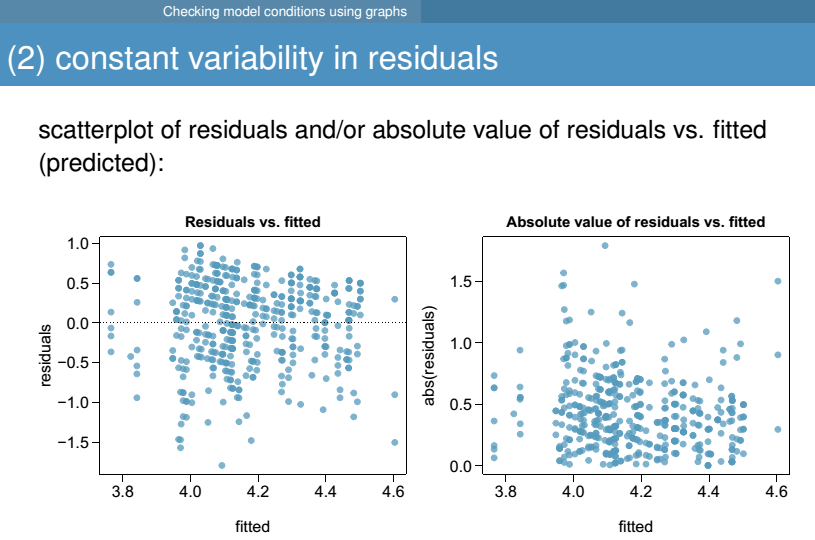 Checking model conditions using graphs
(2) constant variability in residuals
scatterplot of residuals and/or absolute value of residuals vs. fitted
(predicted):
Residuals vs. fitted
residuals
1.0
0.5
0.0
−0.5
−1.0
−1.5
3.8 4.0 4.2 4.4 4.6
fitted
Absolute value of residuals vs. fitted
abs(residuals)
1.5
1.0
0.5
0.0
3.8 4.0 4.2 4.4 4.6
fitted